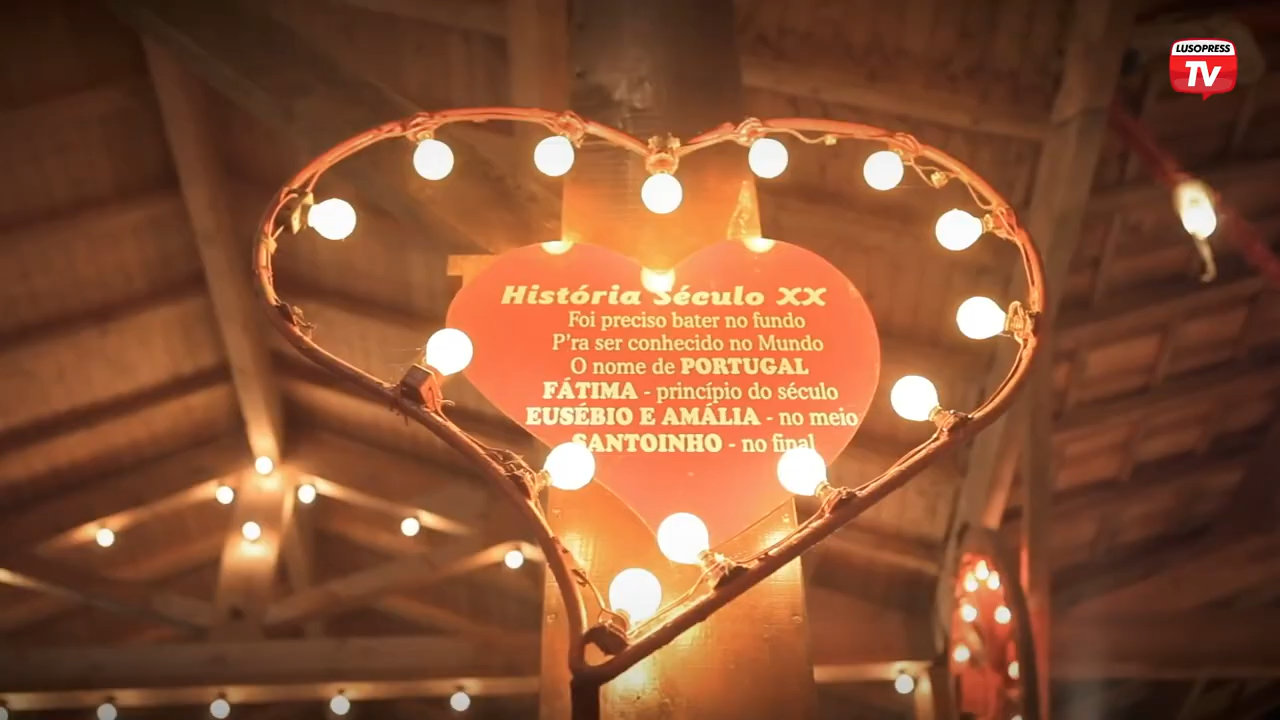 LUSOPRESS
TV
História Século XX
Foi preciso bater no fundo
P'ra ser conhecido no Mundo
O nome de PORTUGAL
FÁTIMA - princípio do século
EUSÉBIO E AMÁLIA - no meio
SANTOINHO - no final